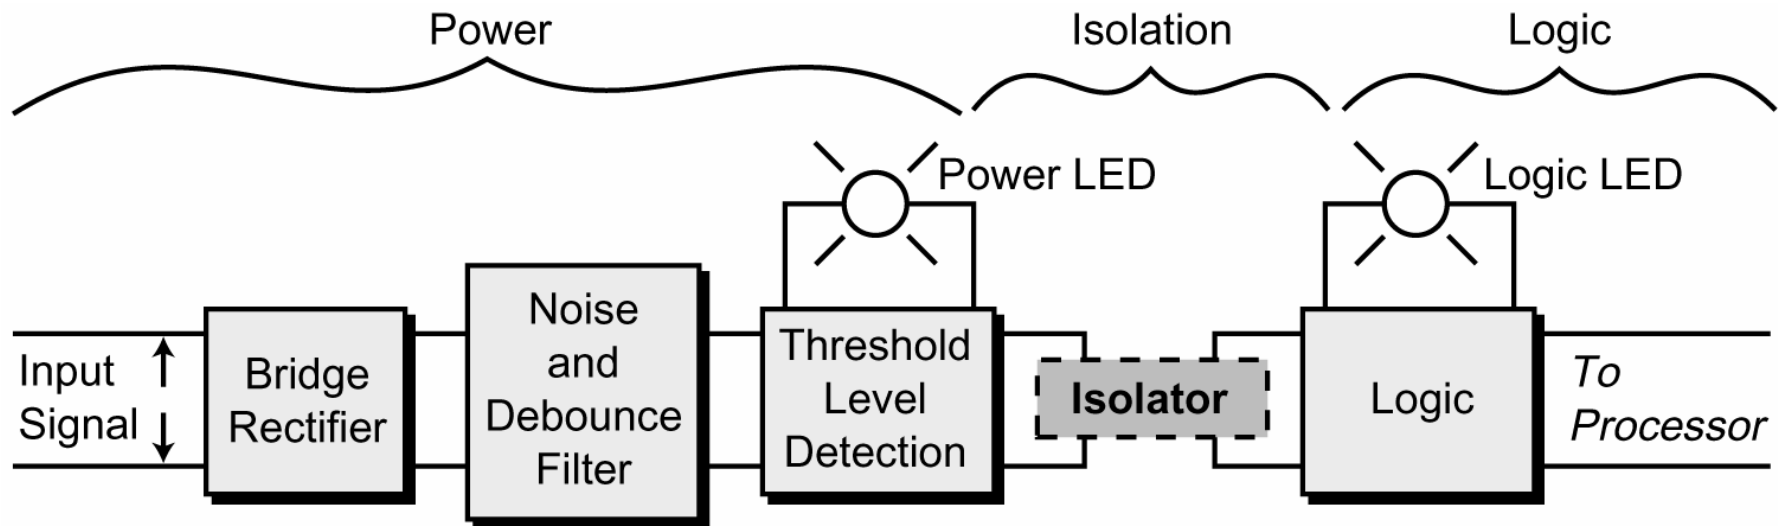 Power
Isolation
Logic
Power LED
Logic LED
Input
Signal
Bridge
Rectifier
Noise
and
Debounce
Filter
Threshold
Level
Detection
Isolator
Logic
To
Processor